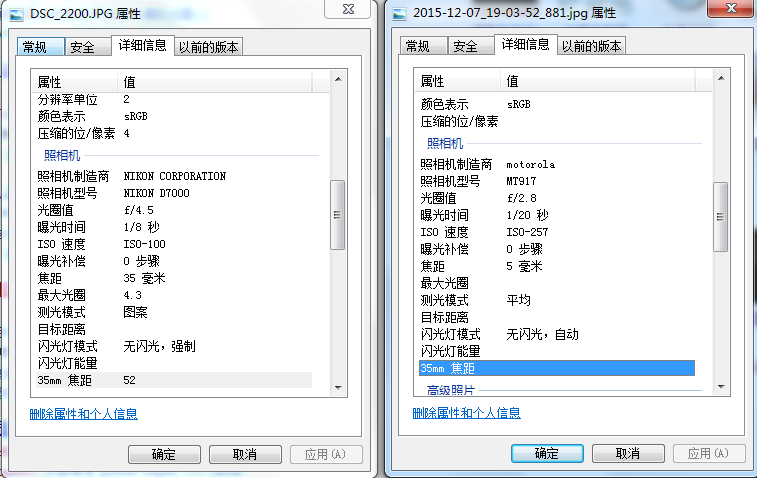 DSC_2200.JPG 属性
常规 安全 详细信息 以前的版本
属性 值
分辨率单位 2
颜色表示 sRGB
压缩的位/像素 4
照相机
照相机制造商 NIKON CORPORATION
照相机型号 NIKON D7000
光圈值 f/4.5
曝光时间 1/8 秒
ISO 速度 ISO-100
曝光补偿 0 步骤
焦距 35 毫米
最大光圈 4.3
测光模式 图案
目标距离
闪光灯模式 无闪光，强制
闪光灯能量
35mm 焦距 52
删除属性和个人信息
确定 取消 应用(A)
2015-12-07_19-03-52_881.jpg 属性
常规 安全 详细信息 以前的版本
属性 值
颜色表示 sRGB
压缩的位/像素
照相机
照相机制造商 motorola
照相机型号 MT917
光圈值 f/2.8
曝光时间 1/20 秒
ISO 速度 ISO-257
曝光补偿 0 步骤
焦距 5 毫米
最大光圈
测光模式 平均
目标距离
闪光灯模式 无闪光，自动
闪光灯能量
35mm 焦距
高级照片
删除属性和个人信息
确定 取消 应用(A)